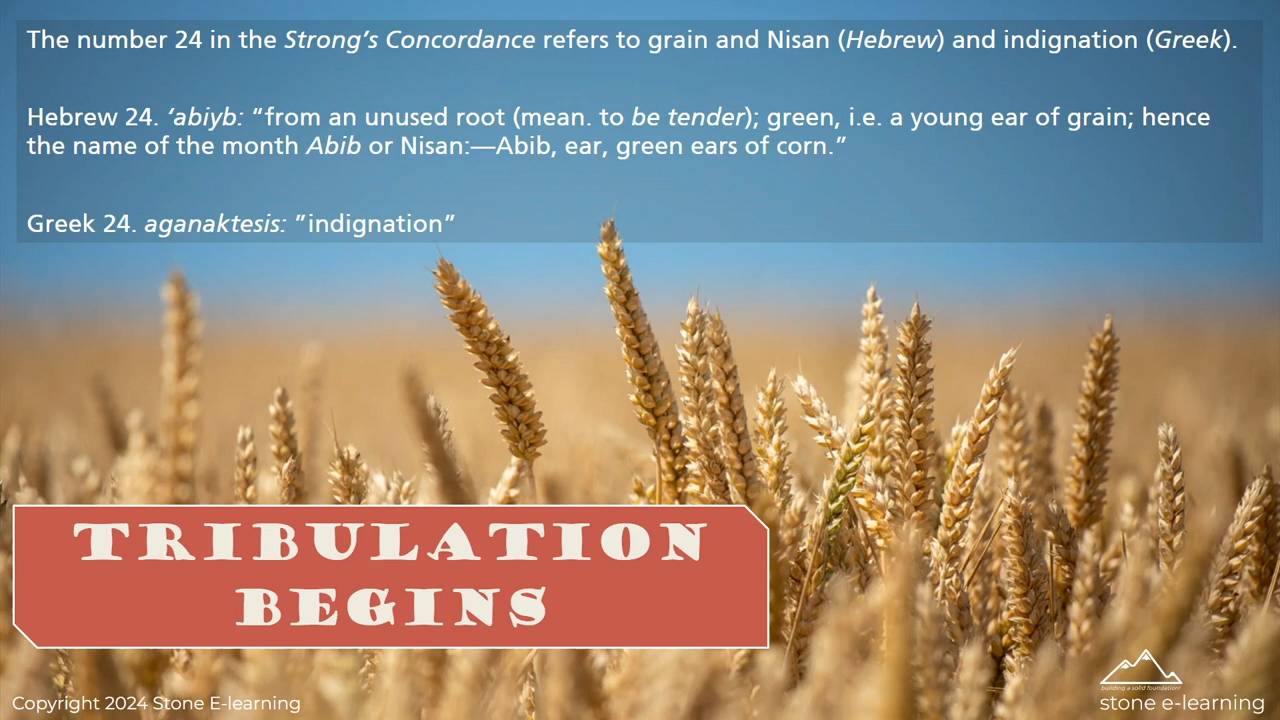 The number 24 in the Strong’s Concordance refers to grain and Nisan (Hebrew) and indignation (Greek).
Hebrew 24. ‘abiyb: “from an unused root (mean. to be tender); green, i.e. a young ear of grain; hence
the name of the month Abib or Nisan:—Abib, ear, green ears of corn.”
Greek 24. aganaktesis: ”indignation”
TRIBULATION
BEGINS
building a solid foundation!
Copyright 2024 Stone E-learning
stone e-learning